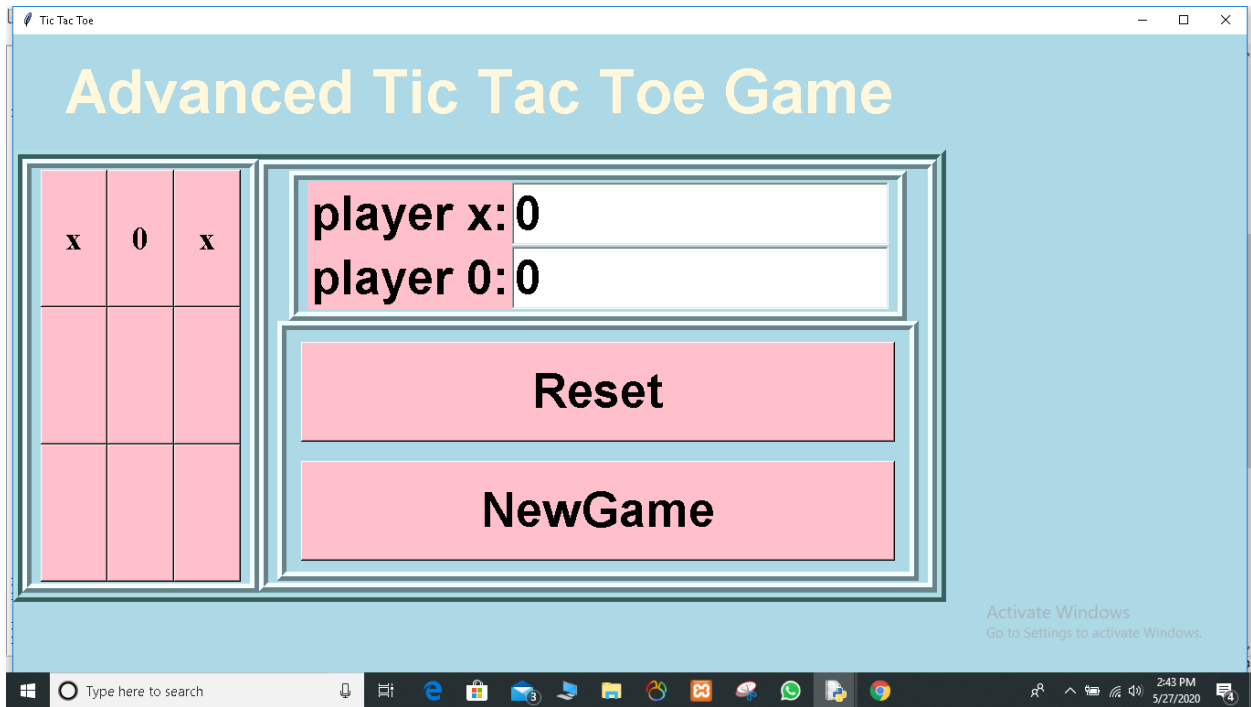 Tic Tac Toe
Advanced Tic Tac Toe Game
x 0 x
player x: 0
player 0: 0
Reset
NewGame
Activate Windows
Go to Settings to activate Windows.
Type here to search
3
2:43 PM
5/27/2020
4